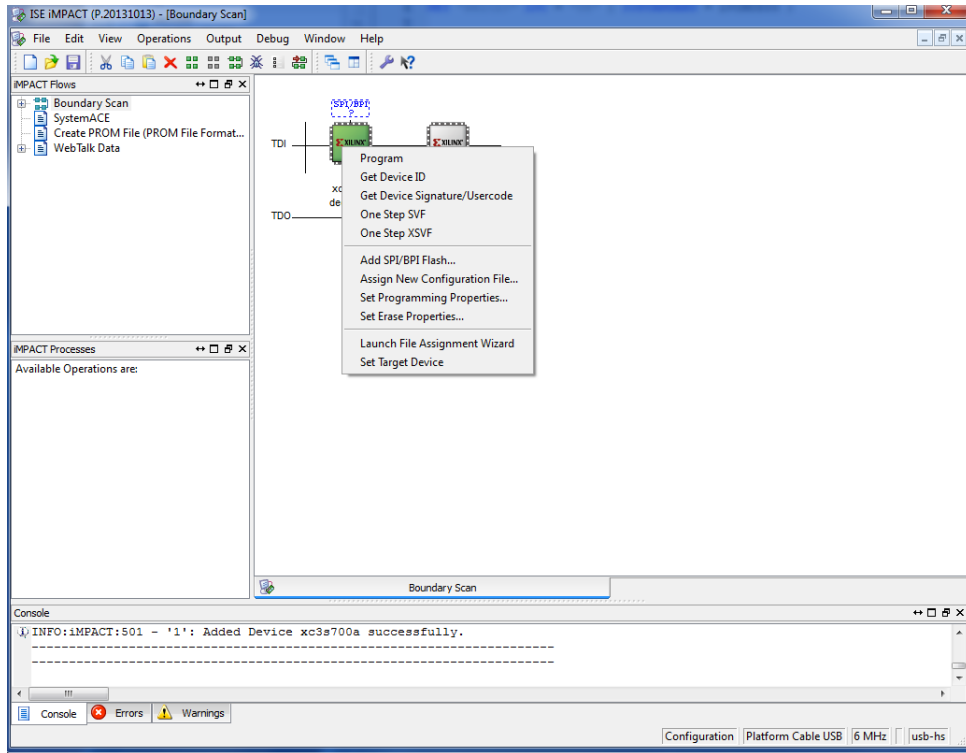 ISE iMPACT (P.20131013) - [Boundary Scan]
File Edit View Operations Output Debug Window Help
iMPACT Flows
Boundary Scan
SystemACE
Create PROM File (PROM File Format...
WebTalk Data
SPI/BPI
?
TDI
XILINX
XILINX
xc
de
TDO
Program
Get Device ID
Get Device Signature/Usercode
One Step SVF
One Step XSVF
Add SPI/BPI Flash...
Assign New Configuration File...
Set Programming Properties...
Set Erase Properties...
Launch File Assignment Wizard
Set Target Device
iMPACT Processes
Available Operations are:
Boundary Scan
Console
INFO:iMPACT:501 - '1': Added Device xc3s700a successfully.
----------------------------------------------------------------------
----------------------------------------------------------------------
Console Errors Warnings
Configuration Platform Cable USB 6 MHz usb-hs